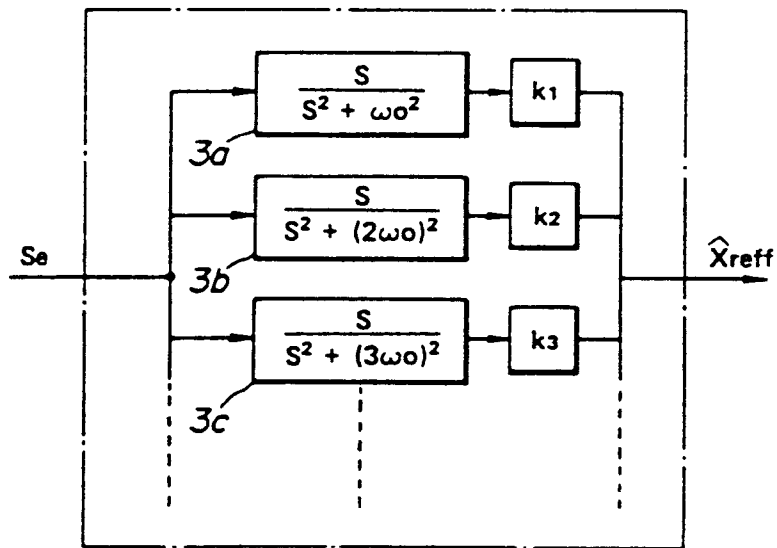 S
S² + ωo²
k1
3a
S
S² + (2ωo)²
k2
3b
Se
X̂reff
S
S² + (3ωo)²
k3
3c